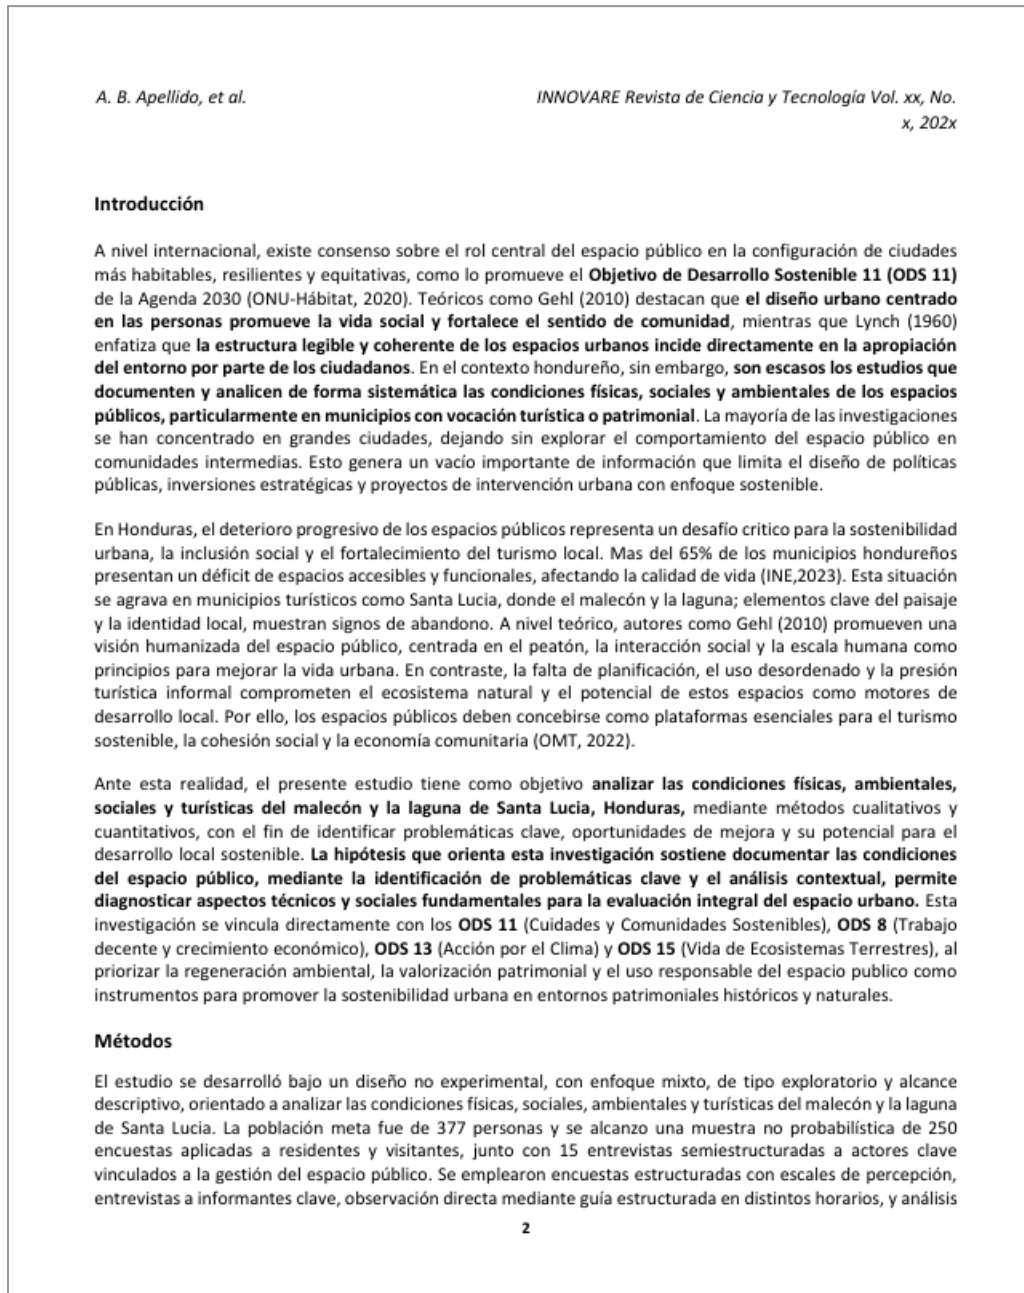 A. B. Apellido, et al.
INNOVARE Revista de Ciencia y Tecnología Vol. xx, No.
x, 202x
Introducción
A nivel internacional, existe consenso sobre el rol central del espacio público en la configuración de ciudades
más habitables, resilientes y equitativas, como lo promueve el Objetivo de Desarrollo Sostenible 11 (ODS 11)
de la Agenda 2030 (ONU-Hábitat, 2020). Teóricos como Gehl (2010) destacan que el diseño urbano centrado
en las personas promueve la vida social y fortalece el sentido de comunidad, mientras que Lynch (1960)
enfatiza que la estructura legible y coherente de los espacios urbanos incide directamente en la apropiación
del entorno por parte de los ciudadanos. En el contexto hondureño, sin embargo, son escasos los estudios que
documenten y analicen de forma sistemática las condiciones físicas, sociales y ambientales de los espacios
públicos, particularmente en municipios con vocación turística o patrimonial. La mayoría de las investigaciones
se han concentrado en grandes ciudades, dejando sin explorar el comportamiento del espacio público en
comunidades intermedias. Esto genera un vacío importante de información que limita el diseño de políticas
públicas, inversiones estratégicas y proyectos de intervención urbana con enfoque sostenible.
En Honduras, el deterioro progresivo de los espacios públicos representa un desafío critico para la sostenibilidad
urbana, la inclusión social y el fortalecimiento del turismo local. Mas del 65% de los municipios hondureños
presentan un déficit de espacios accesibles y funcionales, afectando la calidad de vida (INE,2023). Esta situación
se agrava en municipios turísticos como Santa Lucia, donde el malecón y la laguna; elementos clave del paisaje
y la identidad local, muestran signos de abandono. A nivel teórico, autores como Gehl (2010) promueven una
visión humanizada del espacio público, centrada en el peatón, la interacción social y la escala humana como
principios para mejorar la vida urbana. En contraste, la falta de planificación, el uso desordenado y la presión
turística informal comprometen el ecosistema natural y el potencial de estos espacios como motores de
desarrollo local. Por ello, los espacios públicos deben concebirse como plataformas esenciales para el turismo
sostenible, la cohesión social y la economía comunitaria (OMT, 2022).
Ante esta realidad, el presente estudio tiene como objetivo analizar las condiciones físicas, ambientales,
sociales y turísticas del malecón y la laguna de Santa Lucia, Honduras, mediante métodos cualitativos y
cuantitativos, con el fin de identificar problemáticas clave, oportunidades de mejora y su potencial para el
desarrollo local sostenible. La hipótesis que orienta esta investigación sostiene documentar las condiciones
del espacio público, mediante la identificación de problemáticas clave y el análisis contextual, permite
diagnosticar aspectos técnicos y sociales fundamentales para la evaluación integral del espacio urbano. Esta
investigación se vincula directamente con los ODS 11 (Cuidades y Comunidades Sostenibles), ODS 8 (Trabajo
decente y crecimiento económico), ODS 13 (Acción por el Clima) y ODS 15 (Vida de Ecosistemas Terrestres), al
priorizar la regeneración ambiental, la valorización patrimonial y el uso responsable del espacio publico como
instrumentos para promover la sostenibilidad urbana en entornos patrimoniales históricos y naturales.
Métodos
El estudio se desarrolló bajo un diseño no experimental, con enfoque mixto, de tipo exploratorio y alcance
descriptivo, orientado a analizar las condiciones físicas, sociales, ambientales y turísticas del malecón y la laguna
de Santa Lucia. La población meta fue de 377 personas y se alcanzo una muestra no probabilística de 250
encuestas aplicadas a residentes y visitantes, junto con 15 entrevistas semiestructuradas a actores clave
vinculados a la gestión del espacio público. Se emplearon encuestas estructuradas con escales de percepción,
entrevistas a informantes clave, observación directa mediante guía estructurada en distintos horarios, y análisis
2